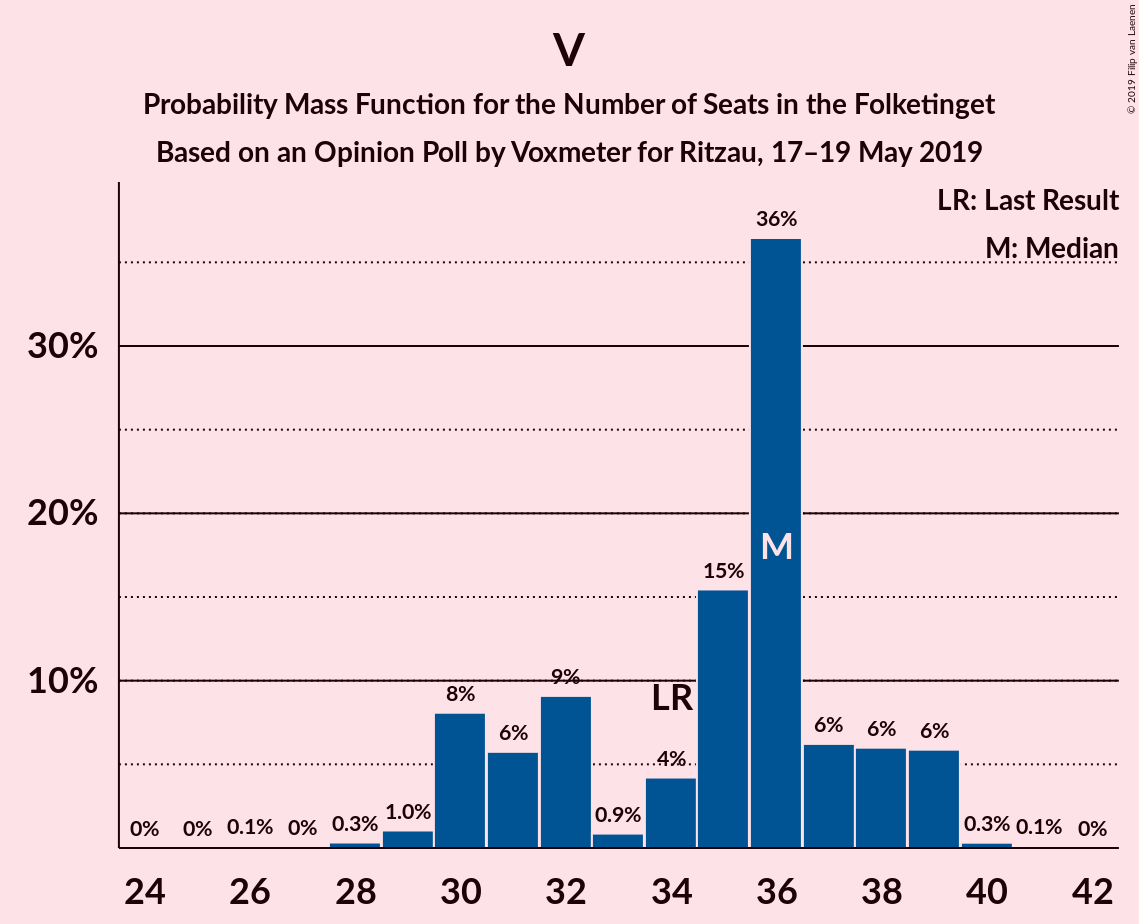 V
Probability Mass Function for the Number of Seats in the Folketinget
Based on an Opinion Poll by Voxmeter for Ritzau, 17–19 May 2019
© 2019 Filip van Laenen
LR: Last Result
M: Median
30%
20%
10%
0%
0%
0.1%
0%
0.3%
1.0%
8%
6%
9%
0.9%
4%
LR
15%
36%
M
6%
6%
6%
0.3%
0.1%
0%
24 26 28 30 32 34 36 38 40 42